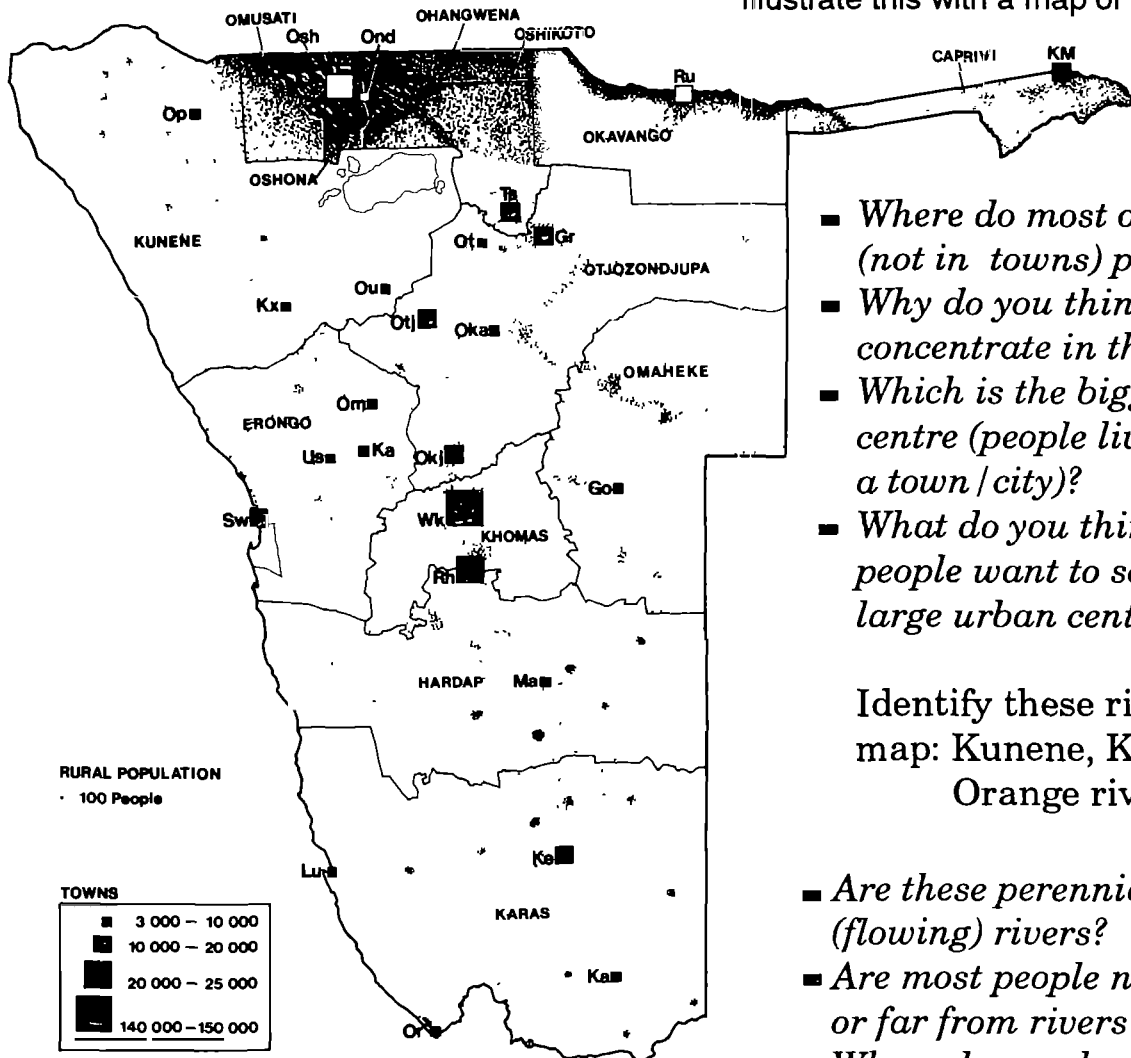 illustrate this with a map of
OMUSATI
OHANGWENA
Osh
Ond
OSHIKOTO
CAPRIVI
KM
Ru
Op
OKAVANGO
OSHONA
Ts
KUNENE
Ot
Gr
OTJOZONDJUPA
Ou
Kx
Otj
Oka
OMAHEKE
Om
ERONGO
Us
Ka
Okj
Go
Sw
Wk
KHOMAS
Rh
HARDAP
Ma
RURAL POPULATION
· 100 People
Lu
Ke
KARAS
TOWNS
3 000 – 10 000
10 000 – 20 000
20 000 – 25 000
140 000 – 150 000
Ka
Or
- Where do most o
(not in towns) p
- Why do you thin
concentrate in th
- Which is the big
centre (people liv
a town / city)?
- What do you thin
people want to se
large urban cent
Identify these ri
map: Kunene, K
Orange riv
- Are these perennia
(flowing) rivers?
- Are most people n
or far from rivers